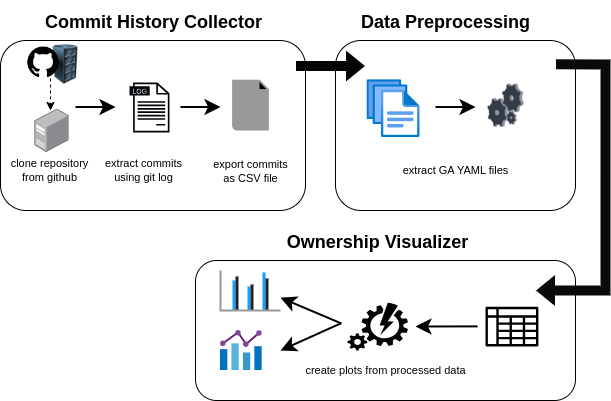 Commit History Collector
Data Preprocessing
LOG
clone repository
from github
extract commits
using git log
export commits
as CSV file
extract GA YAML files
Ownership Visualizer
create plots from processed data